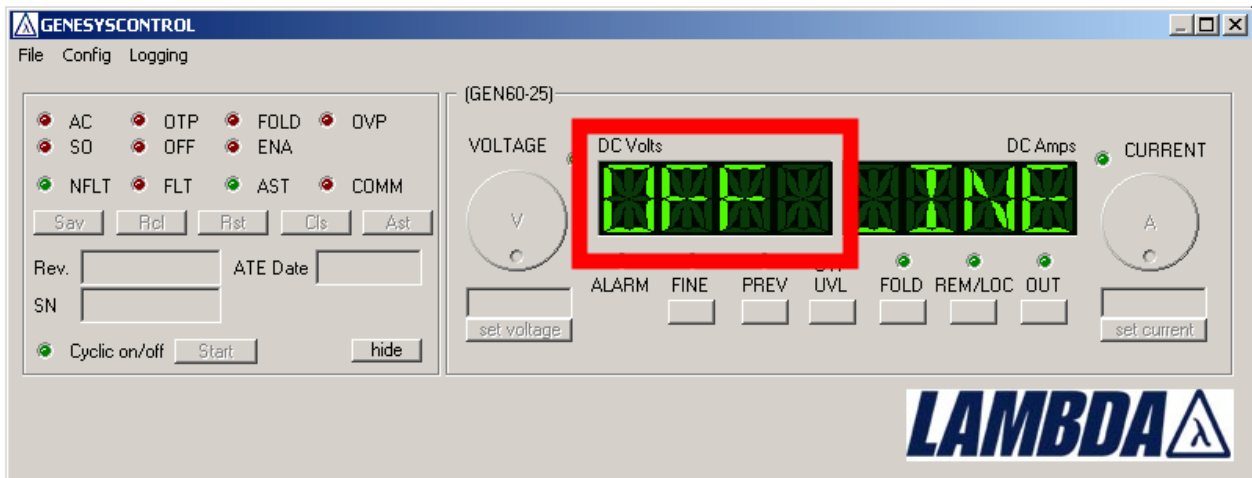 GENESYSCONTROL
File Config Logging
AC OTP FOLD OVP
SO OFF ENA
NFLT FLT AST COMM
Sav Rcl Rst Cls Ast
Rev. ATE Date
SN
Cyclic on/off Start hide
(GEN60-25)
VOLTAGE DC Volts DC Amps CURRENT
V OFF LINE A
ALARM FINE PREV UVL FOLD REM/LOC OUT
set voltage set current
LAMBDA λ